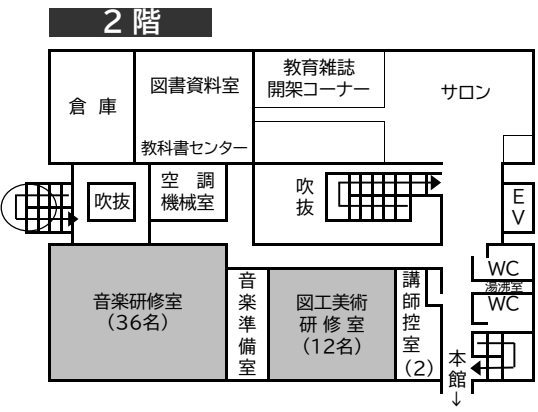 2階
倉庫
図書資料室
教科書センター
教育雑誌
開架コーナー
サロン
吹抜
空調
機械室
吹
抜
EV
音楽研修室
(36名)
音楽準備室
図工美術
研修室
(12名)
講師控室(2)
WC
湯沸室
WC
本館↓